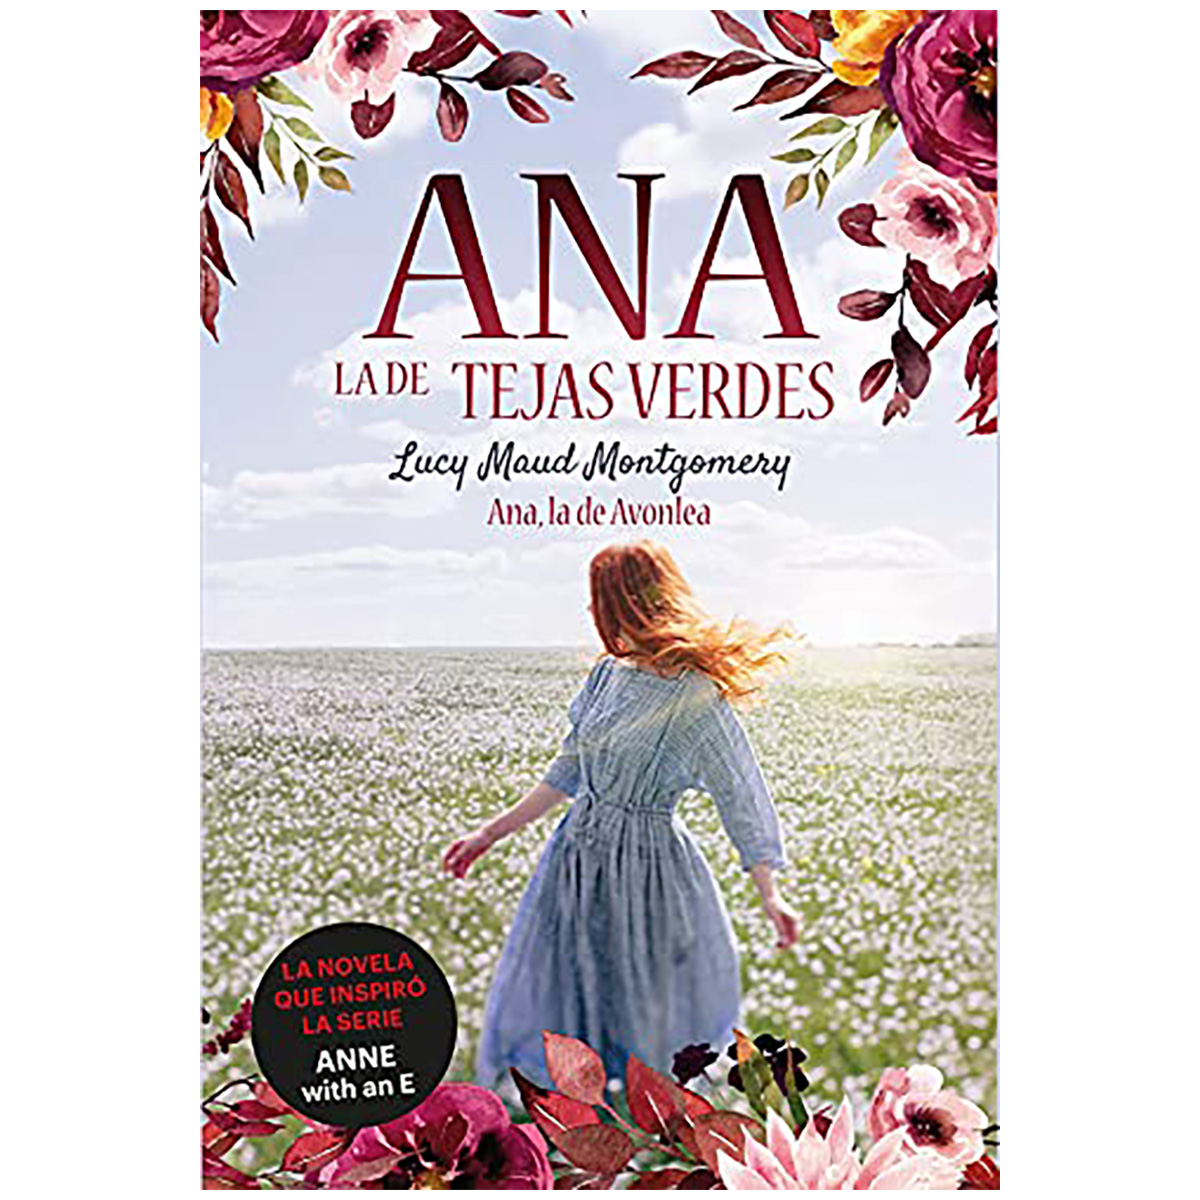 ANA
LA DE TEJAS VERDES
Lucy Maud Montgomery
Ana, la de Avonlea
LA NOVELA
QUE INSPIRÓ
LA SERIE
ANNE
with an E